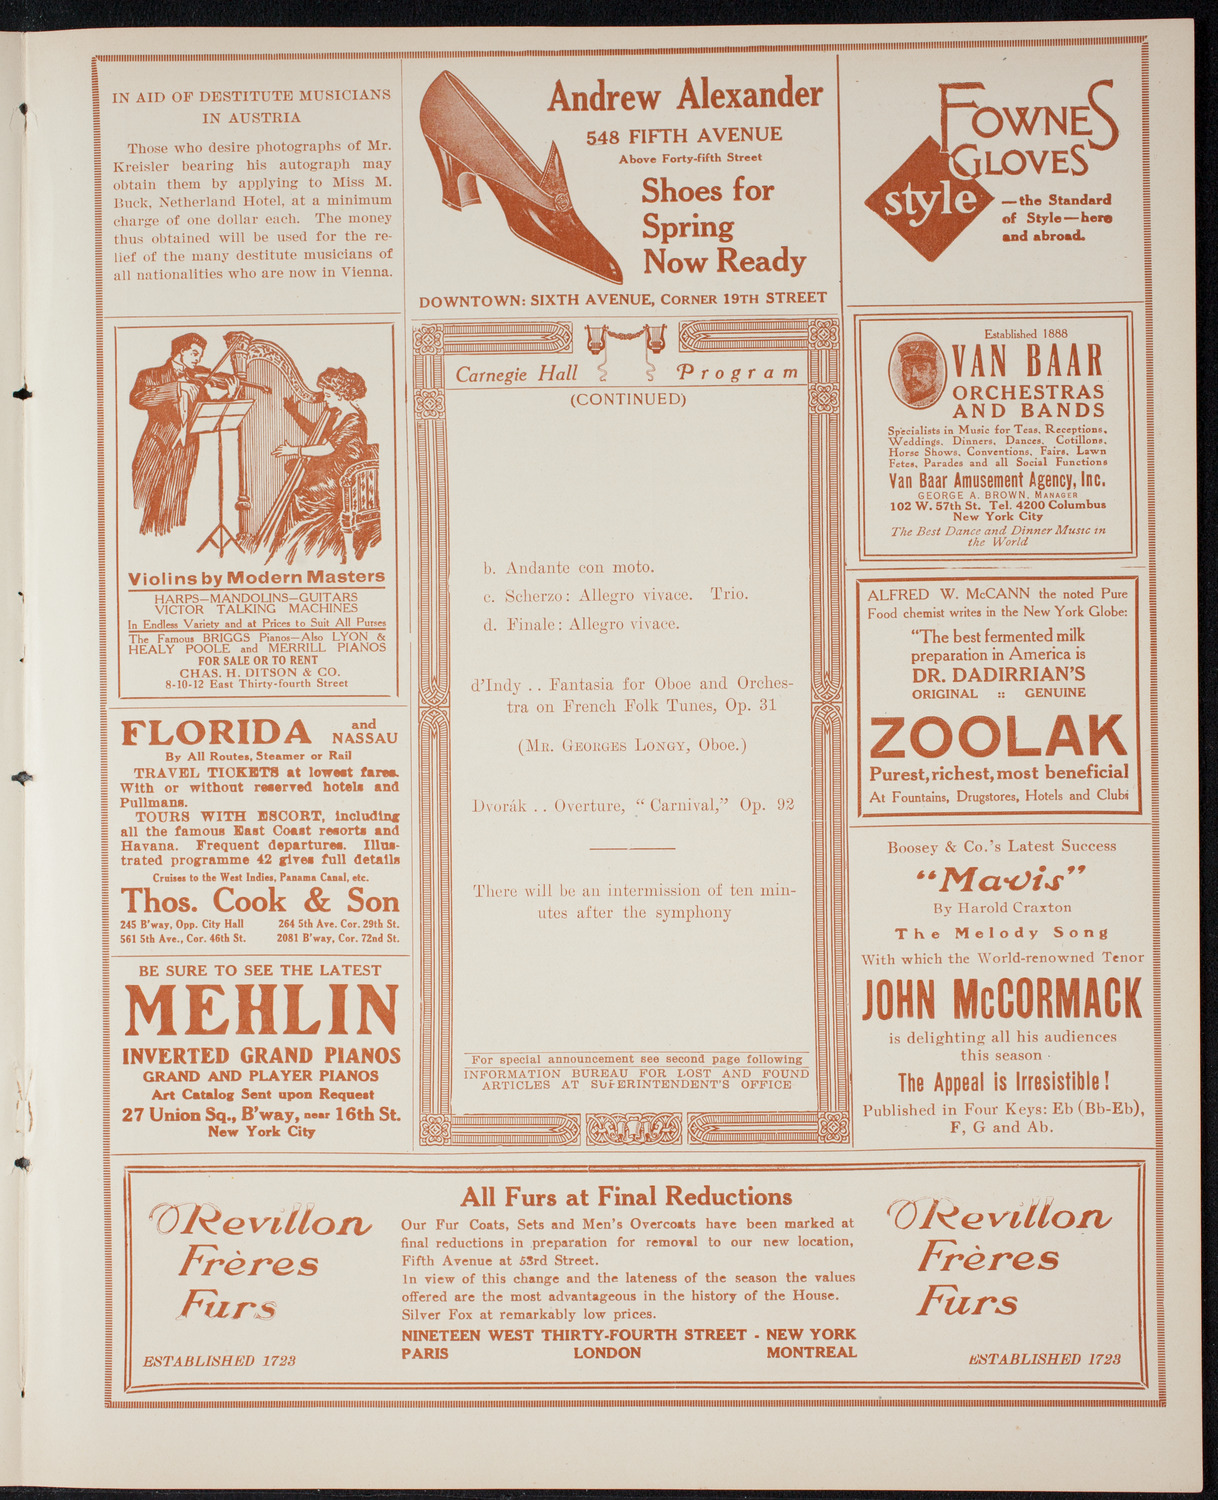 IN AID OF DESTITUTE MUSICIANS
IN AUSTRIA
Those who desire photographs of Mr.
Kreisler bearing his autograph may
obtain them by applying to Miss M.
Buck, Netherland Hotel, at a minimum
charge of one dollar each. The money
thus obtained will be used for the re-
lief of the many destitute musicians of
all nationalities who are now in Vienna.
Andrew Alexander
548 FIFTH AVENUE
Above Forty-fifth Street
Shoes for
Spring
Now Ready
DOWNTOWN: SIXTH AVENUE, CORNER 19TH STREET
FOWNES
GLOVES
style
—the Standard
of Style—here
and abroad.
Violins by Modern Masters
HARPS—MANDOLINS—GUITARS
VICTOR TALKING MACHINES
In Endless Variety and at Prices to Suit All Purses
The Famous BRIGGS Pianos—Also LYON &
HEALY POOLE and MERRILL PIANOS
FOR SALE OR TO RENT
CHAS. H. DITSON & CO.
8-10-12 East Thirty-fourth Street
FLORIDA and NASSAU
By All Routes, Steamer or Rail
TRAVEL TICKETS at lowest fares.
With or without reserved hotels and
Pullmans.
TOURS WITH ESCORT, including
all the famous East Coast resorts and
Havana. Frequent departures. Illus-
trated programme 42 gives full details
Cruises to the West Indies, Panama Canal, etc.
Thos. Cook & Son
245 B'way, Opp. City Hall 264 5th Ave. Cor. 29th St.
561 5th Ave., Cor. 46th St. 2081 B'way, Cor. 72nd St.
BE SURE TO SEE THE LATEST
MEHLIN
INVERTED GRAND PIANOS
GRAND AND PLAYER PIANOS
Art Catalog Sent upon Request
27 Union Sq., B'way, near 16th St.
New York City
Carnegie Hall Program
(CONTINUED)
b. Andante con moto.
c. Scherzo: Allegro vivace. Trio.
d. Finale: Allegro vivace.
d'Indy . . Fantasia for Oboe and Orches-
tra on French Folk Tunes, Op. 31
(MR. GEORGES LONGY, Oboe.)
Dvorák . . Overture, "Carnival," Op. 92
There will be an intermission of ten min-
utes after the symphony
For special announcement see second page following
INFORMATION BUREAU FOR LOST AND FOUND
ARTICLES AT SUPERINTENDENT'S OFFICE
Established 1888
VAN BAAR
ORCHESTRAS
AND BANDS
Specialists in Music for Teas, Receptions,
Weddings, Dinners, Dances, Cotillons,
Horse Shows, Conventions, Fairs, Lawn
Fetes, Parades and all Social Functions
Van Baar Amusement Agency, Inc.
GEORGE A. BROWN, MANAGER
102 W. 57th St. Tel. 4200 Columbus
New York City
The Best Dance and Dinner Music in
the World
ALFRED W. McCANN the noted Pure
Food chemist writes in the New York Globe:
"The best fermented milk
preparation in America is
DR. DADIRRIAN'S
ORIGINAL :: GENUINE
ZOOLAK
Purest, richest, most beneficial
At Fountains, Drugstores, Hotels and Clubs
Boosey & Co.'s Latest Success
"Mavis"
By Harold Craxton
The Melody Song
With which the World-renowned Tenor
JOHN McCORMACK
is delighting all his audiences
this season
The Appeal is Irresistible!
Published in Four Keys: Eb (Bb-Eb),
F, G and Ab.
Revillon
Frères
Furs
ESTABLISHED 1723
All Furs at Final Reductions
Our Fur Coats, Sets and Men's Overcoats have been marked at
final reductions in preparation for removal to our new location,
Fifth Avenue at 53rd Street.
In view of this change and the lateness of the season the values
offered are the most advantageous in the history of the House.
Silver Fox at remarkably low prices.
NINETEEN WEST THIRTY-FOURTH STREET - NEW YORK
PARIS LONDON MONTREAL
Revillon
Frères
Furs
ESTABLISHED 1723